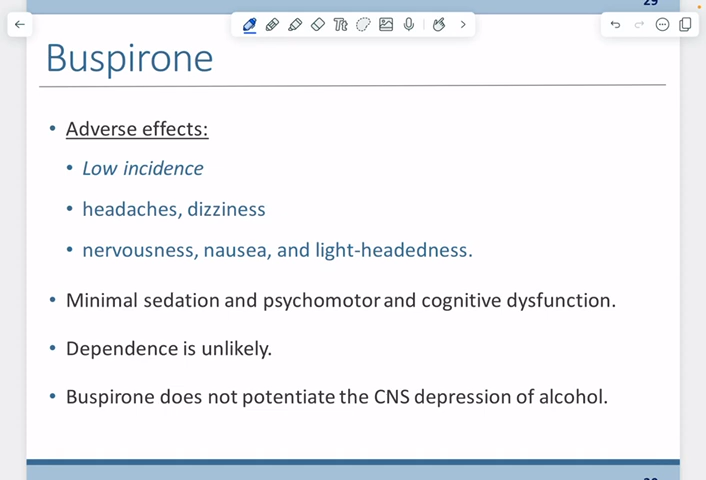 Buspirone
• Adverse effects:
• Low incidence
• headaches, dizziness
• nervousness, nausea, and light-headedness.
• Minimal sedation and psychomotor and cognitive dysfunction.
• Dependence is unlikely.
• Buspirone does not potentiate the CNS depression of alcohol.